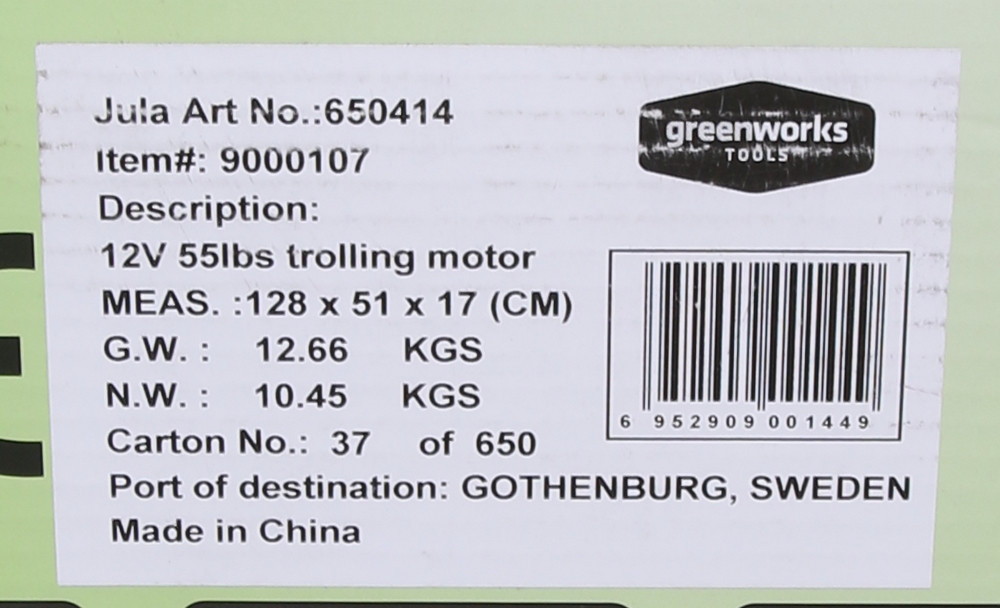 Jula Art No.:650414
greenworks
TOOLS
Item#: 9000107
Description:
12V 55lbs trolling motor
MEAS. :128 x 51 x 17 (CM)
G.W. : 12.66 KGS
N.W. : 10.45 KGS
6 952909 001449
Carton No.: 37 of 650
Port of destination: GOTHENBURG, SWEDEN
Made in China